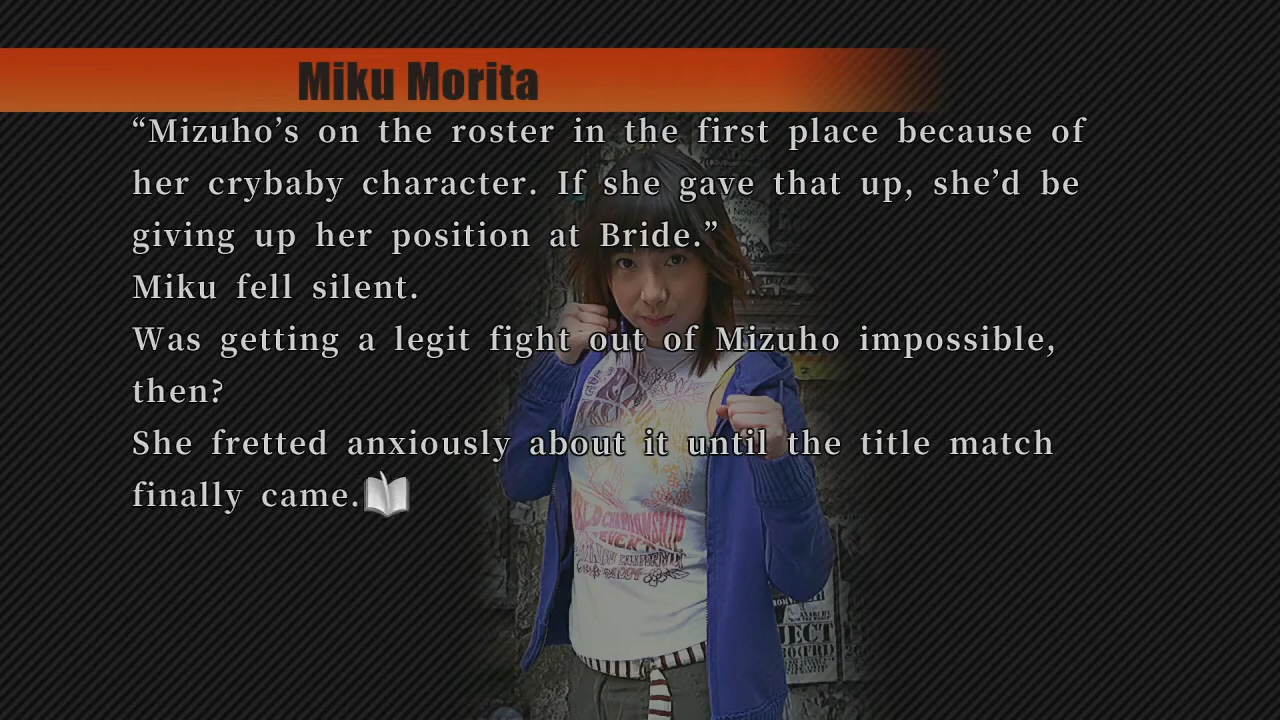 Miku Morita
“Mizuho’s on the roster in the first place because of
her crybaby character. If she gave that up, she’d be
giving up her position at Bride.”
Miku fell silent.
Was getting a legit fight out of Mizuho impossible,
then?
She fretted anxiously about it until the title match
finally came.